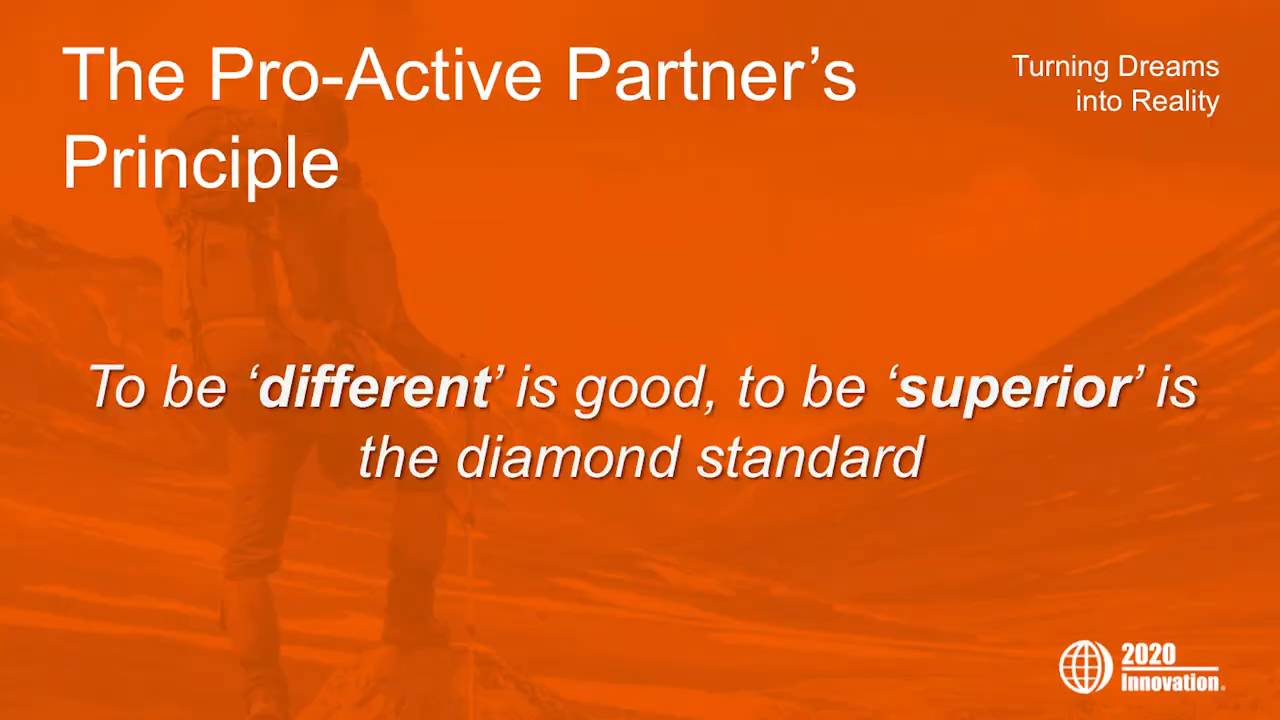 The Pro-Active Partner’s
Principle
Turning Dreams
into Reality
To be ‘different’ is good, to be ‘superior’ is
the diamond standard
2020
Innovation®